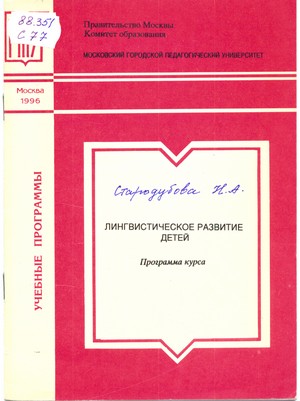 88.351
С 77
Правительство Москвы
Комитет образования
МОСКОВСКИЙ ГОРОДСКОЙ ПЕДАГОГИЧЕСКИЙ УНИВЕРСИТЕТ
Москва
1996
УЧЕБНЫЕ ПРОГРАММЫ
Стародубова Н.А.
ЛИНГВИСТИЧЕСКОЕ РАЗВИТИЕ
ДЕТЕЙ
Программа курса